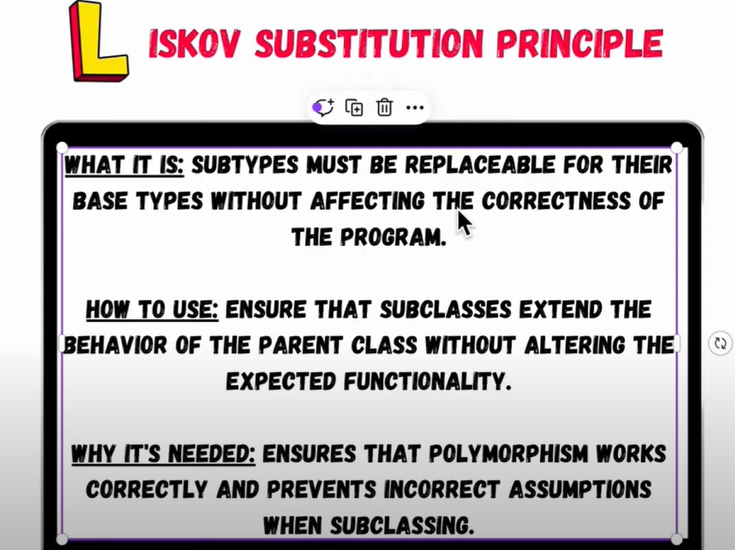 LISKOV SUBSTITUTION PRINCIPLE
WHAT IT IS: SUBTYPES MUST BE REPLACEABLE FOR THEIR
BASE TYPES WITHOUT AFFECTING THE CORRECTNESS OF
THE PROGRAM.
HOW TO USE: ENSURE THAT SUBCLASSES EXTEND THE
BEHAVIOR OF THE PARENT CLASS WITHOUT ALTERING THE
EXPECTED FUNCTIONALITY.
WHY IT'S NEEDED: ENSURES THAT POLYMORPHISM WORKS
CORRECTLY AND PREVENTS INCORRECT ASSUMPTIONS
WHEN SUBCLASSING.